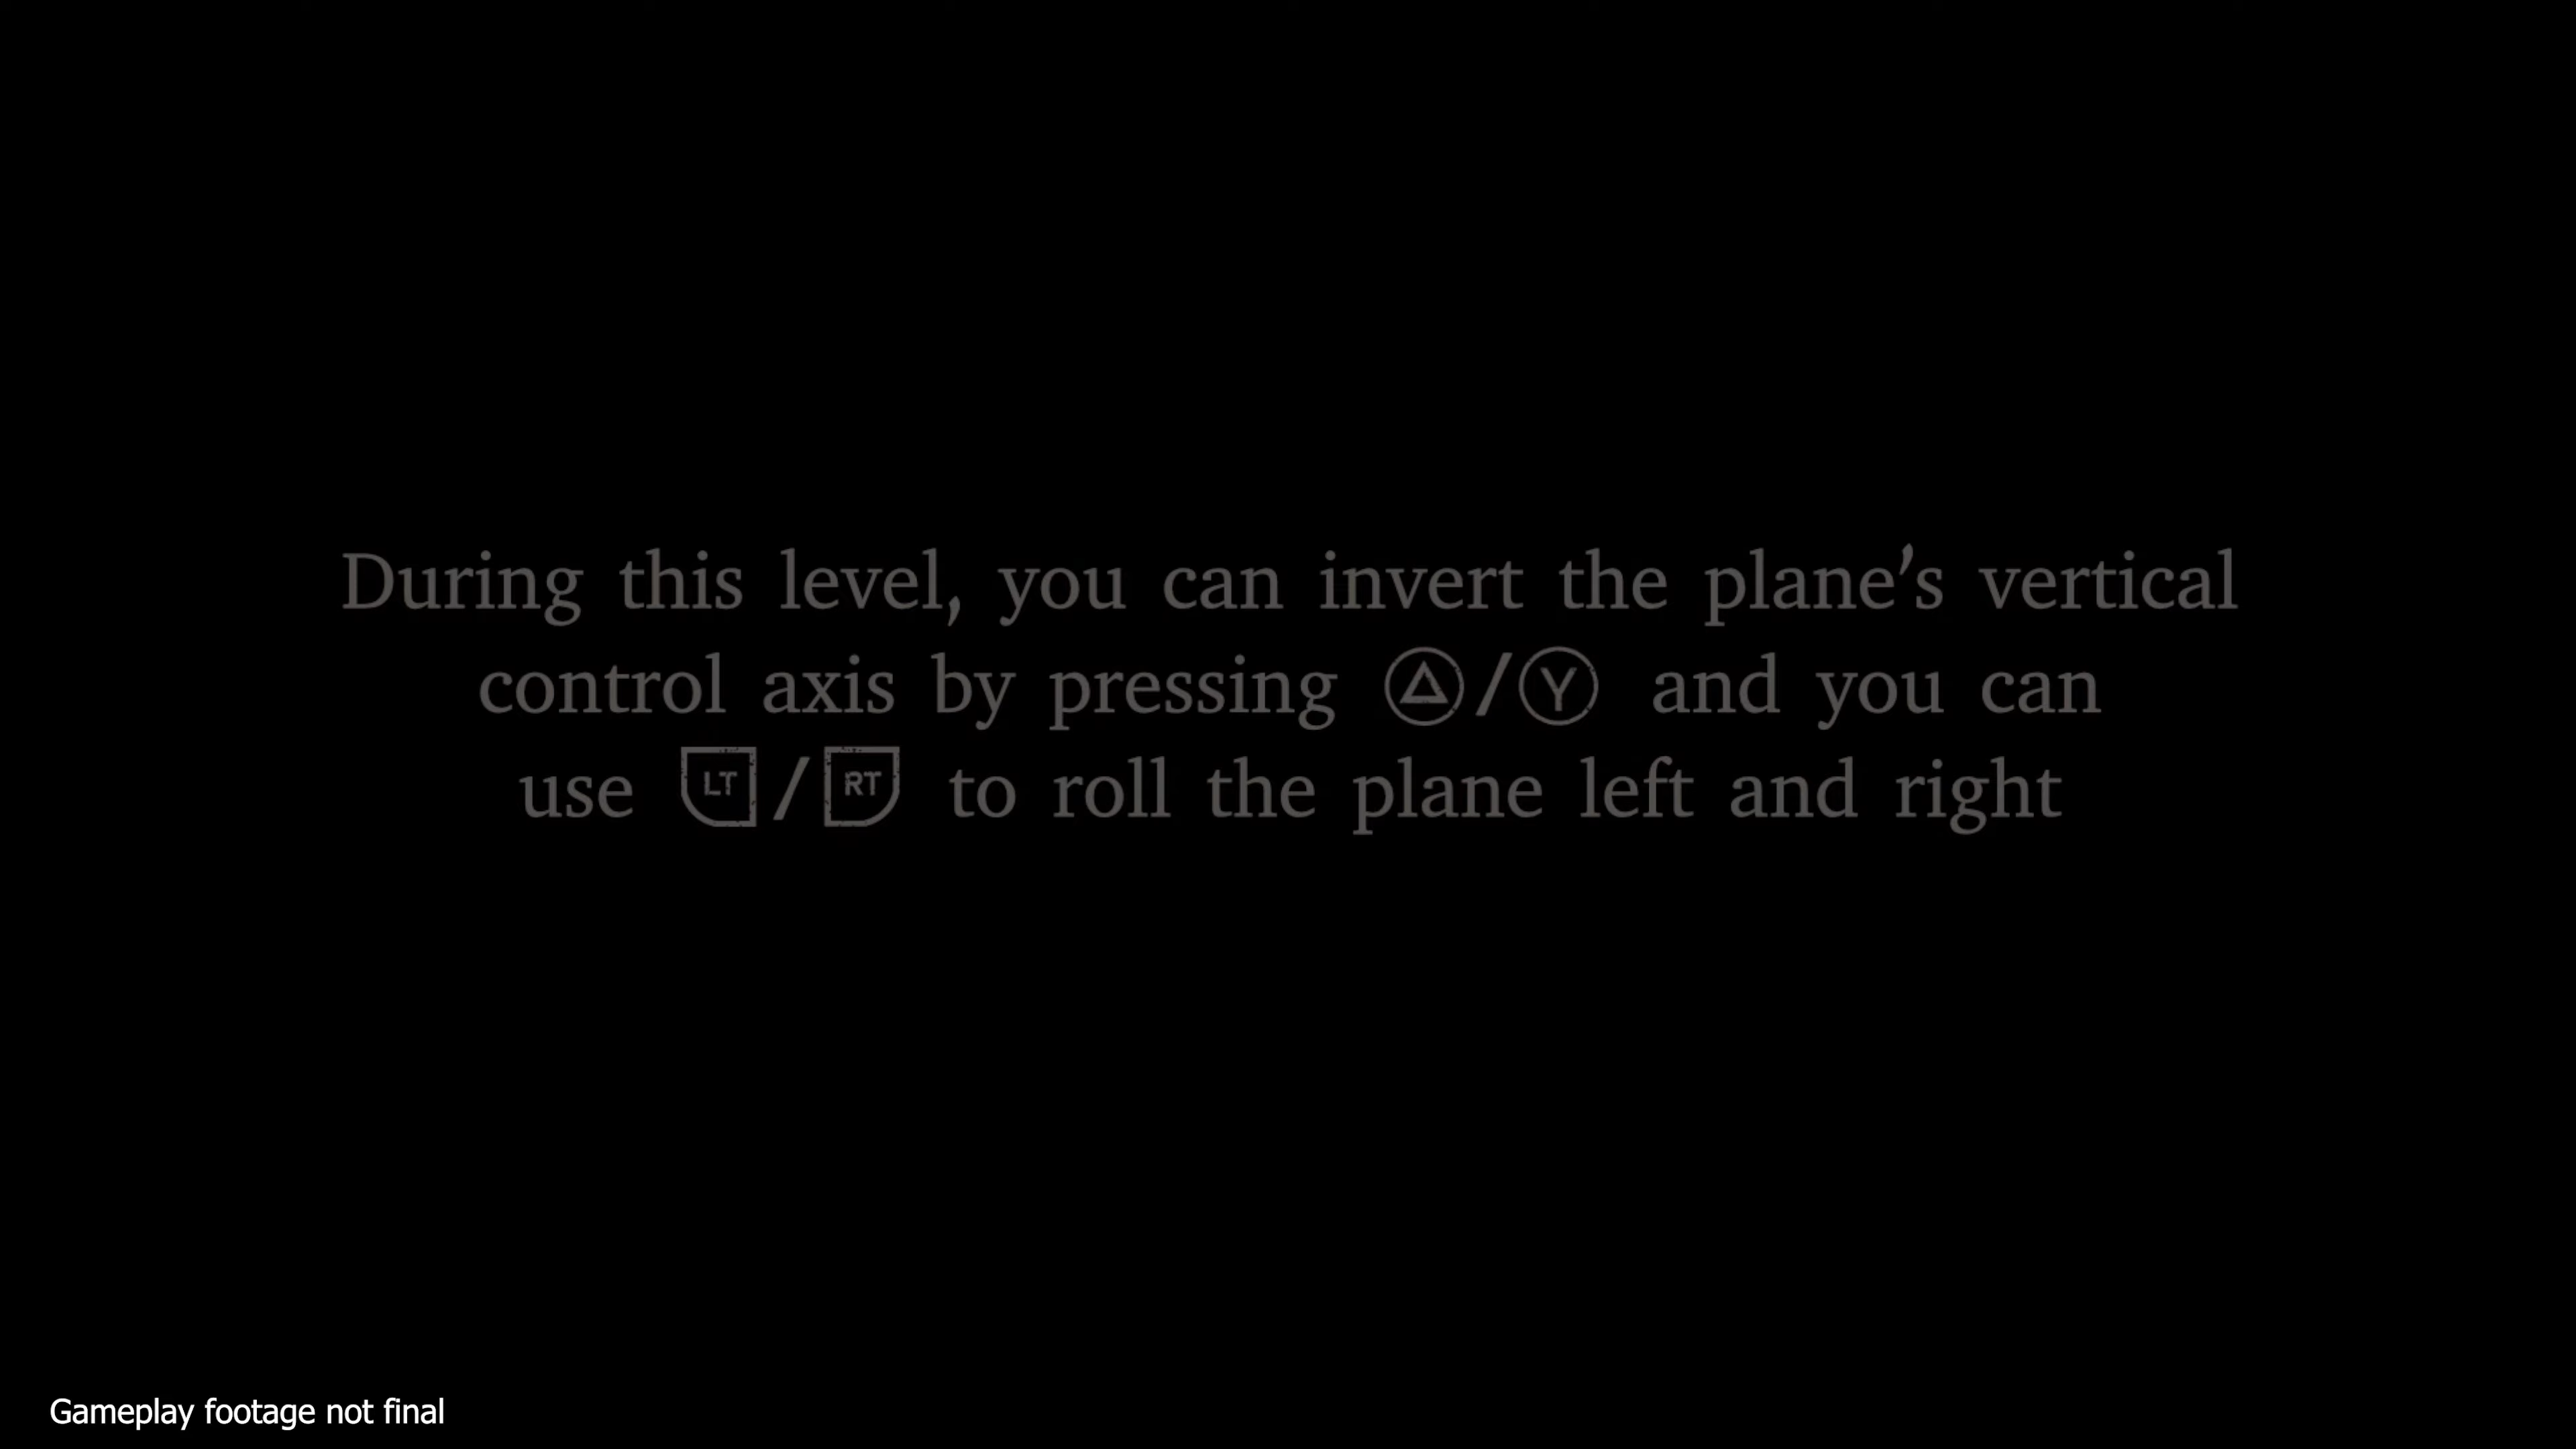 During this level, you can invert the plane’s vertical
control axis by pressing △/Y and you can
use LT/RT to roll the plane left and right
Gameplay footage not final